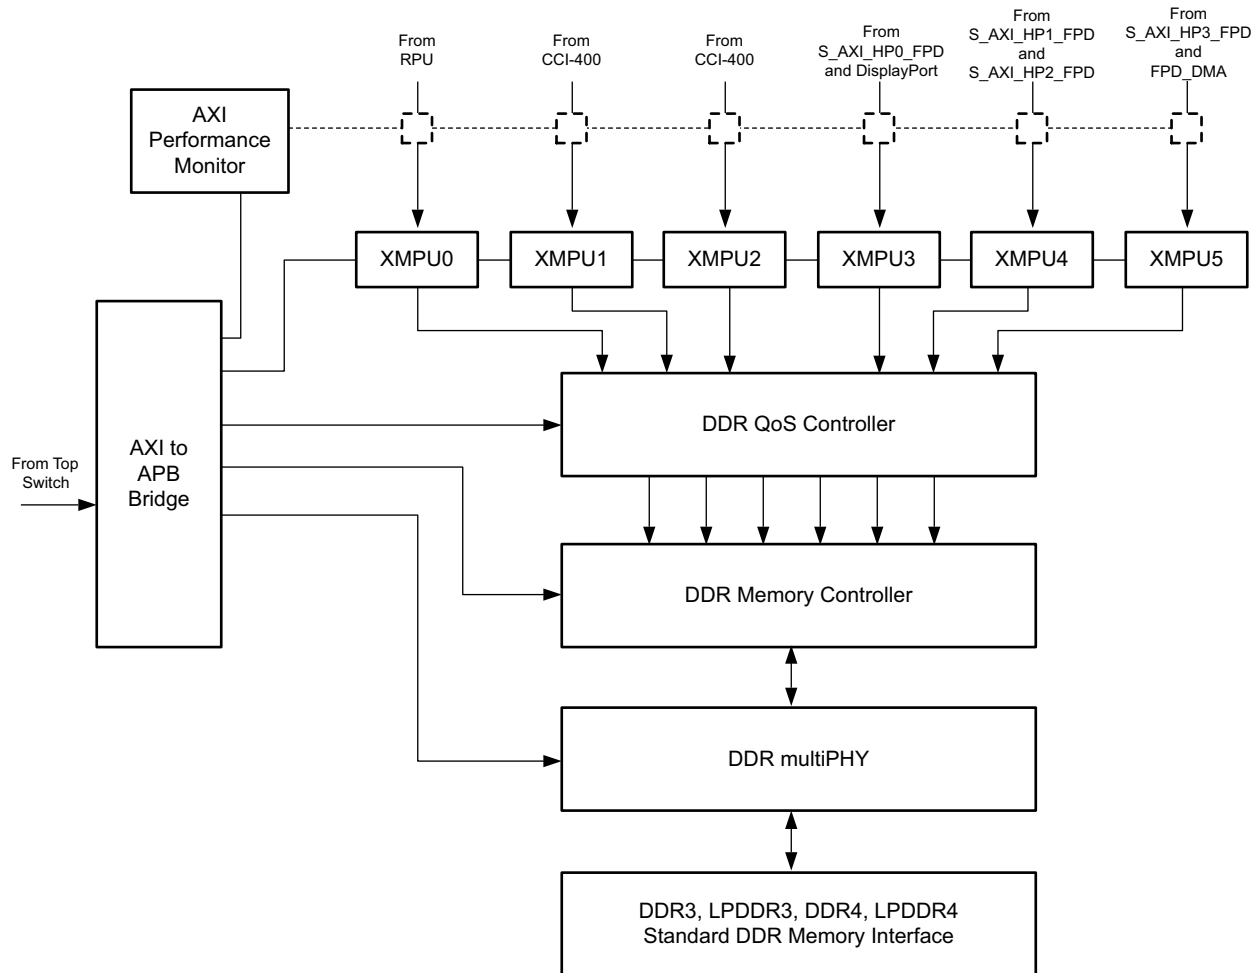 From
RPU
From
CCI-400
From
CCI-400
From
S_AXI_HP0_FPD
and DisplayPort
From
S_AXI_HP1_FPD
and
S_AXI_HP2_FPD
From
S_AXI_HP3_FPD
and
FPD_DMA
AXI
Performance
Monitor
XMPU0
XMPU1
XMPU2
XMPU3
XMPU4
XMPU5
From Top
Switch
AXI to
APB
Bridge
DDR QoS Controller
DDR Memory Controller
DDR multiPHY
DDR3, LPDDR3, DDR4, LPDDR4
Standard DDR Memory Interface